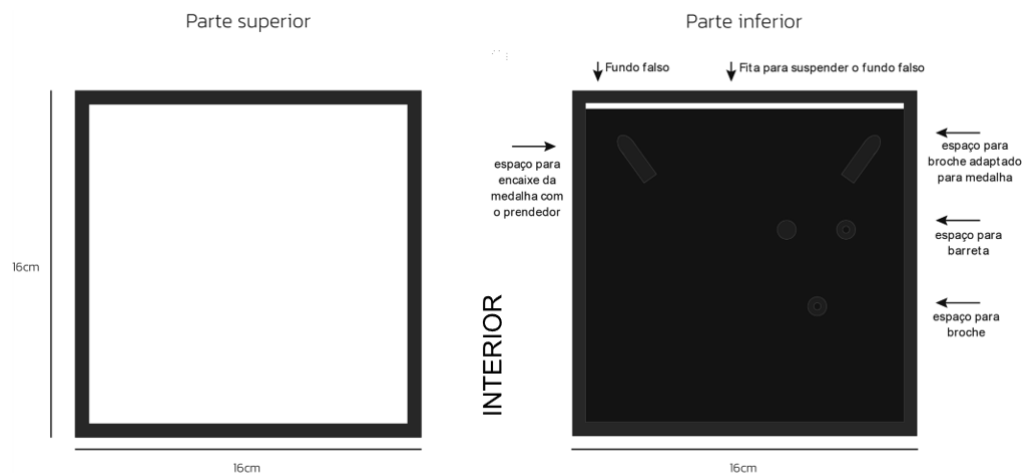 Parte superior
Parte inferior
Fundo falso
Fita para suspender o fundo falso
espaço para
encaixe da
medalha com
o prendedor
espaço para
broche adaptado
para medalha
espaço para
barreta
espaço para
broche
16cm
INTERIOR
16cm
16cm